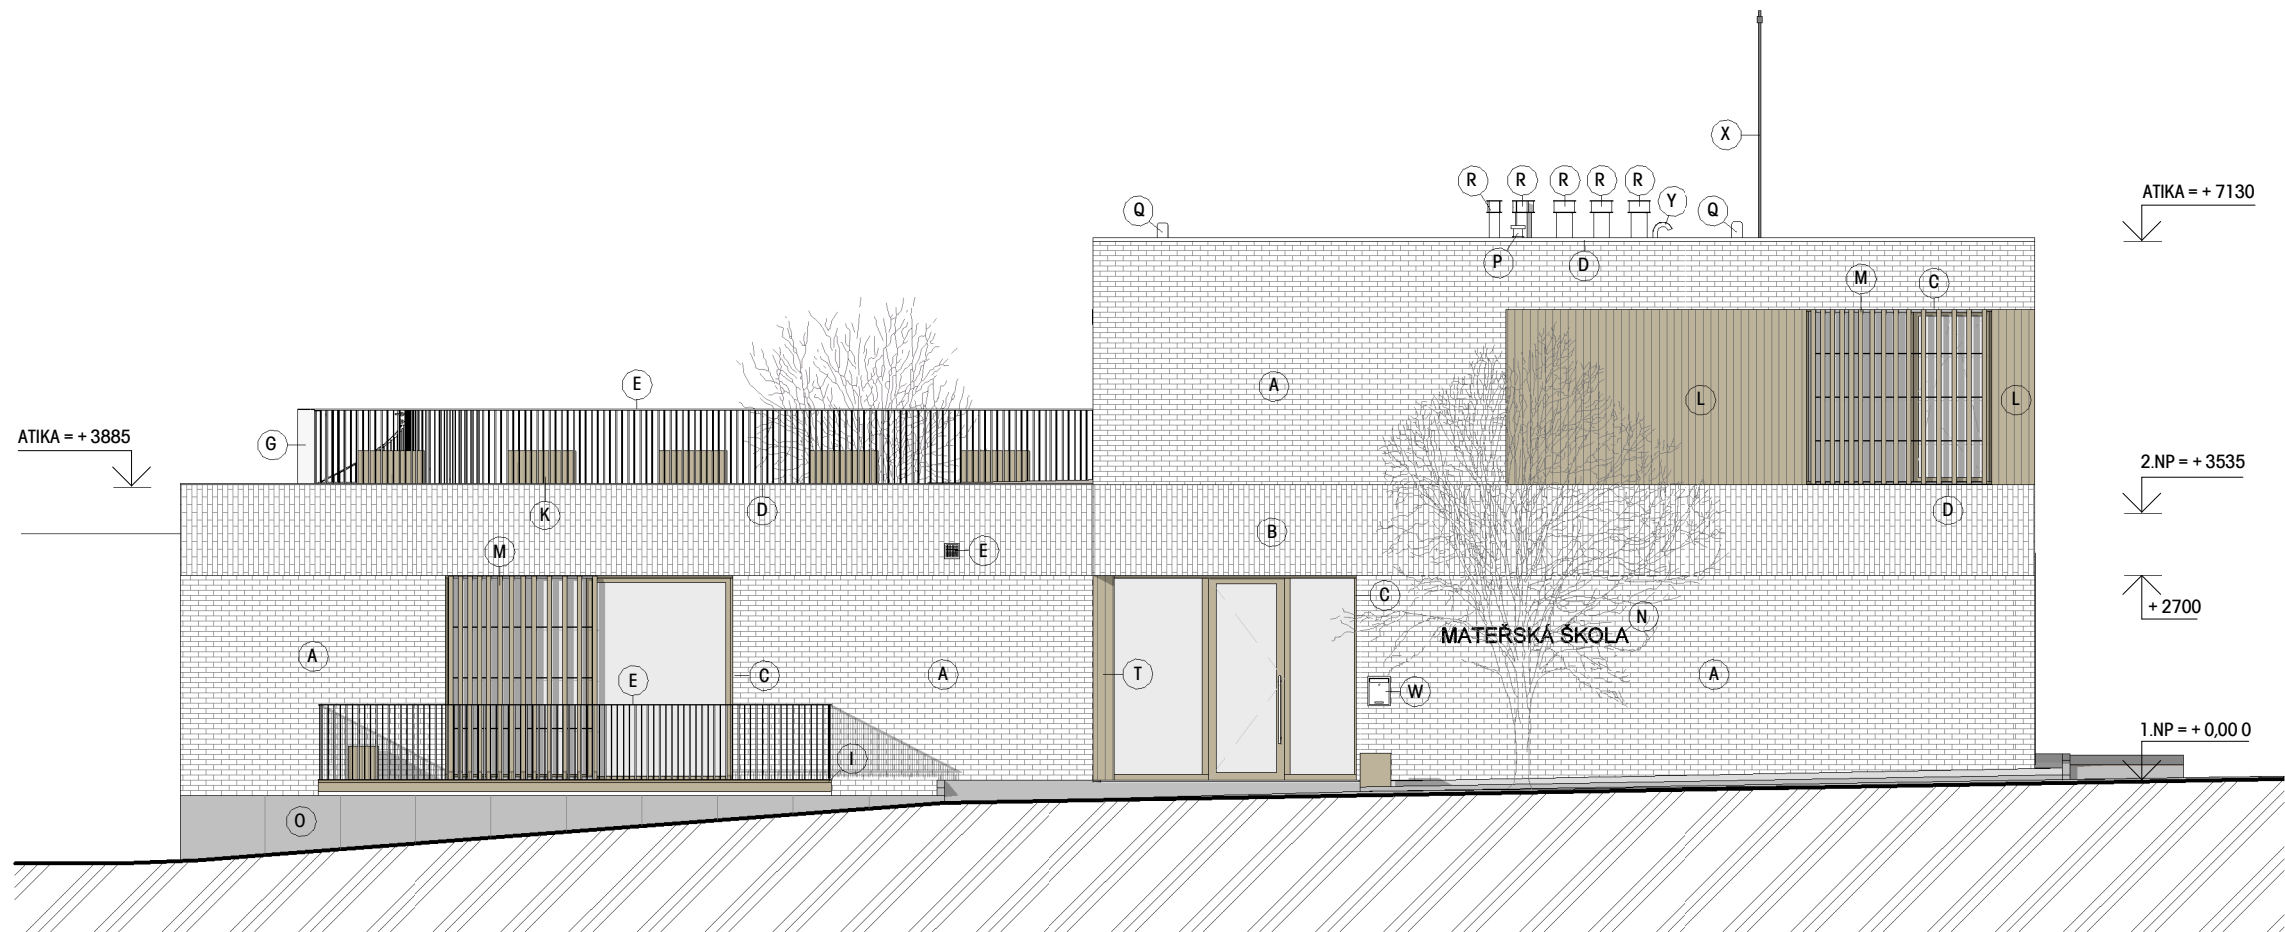 X
R R R R R
Y
Q Q
ATIKA = + 7130
P D
M C
E
A
L L
ATIKA = + 3885
G
2.NP = + 3535
K D D
B
M E
C
+ 2700
N
MATEŘSKÁ ŠKOLA
A
E C A T A
W
1.NP = + 0,00 0
I
O